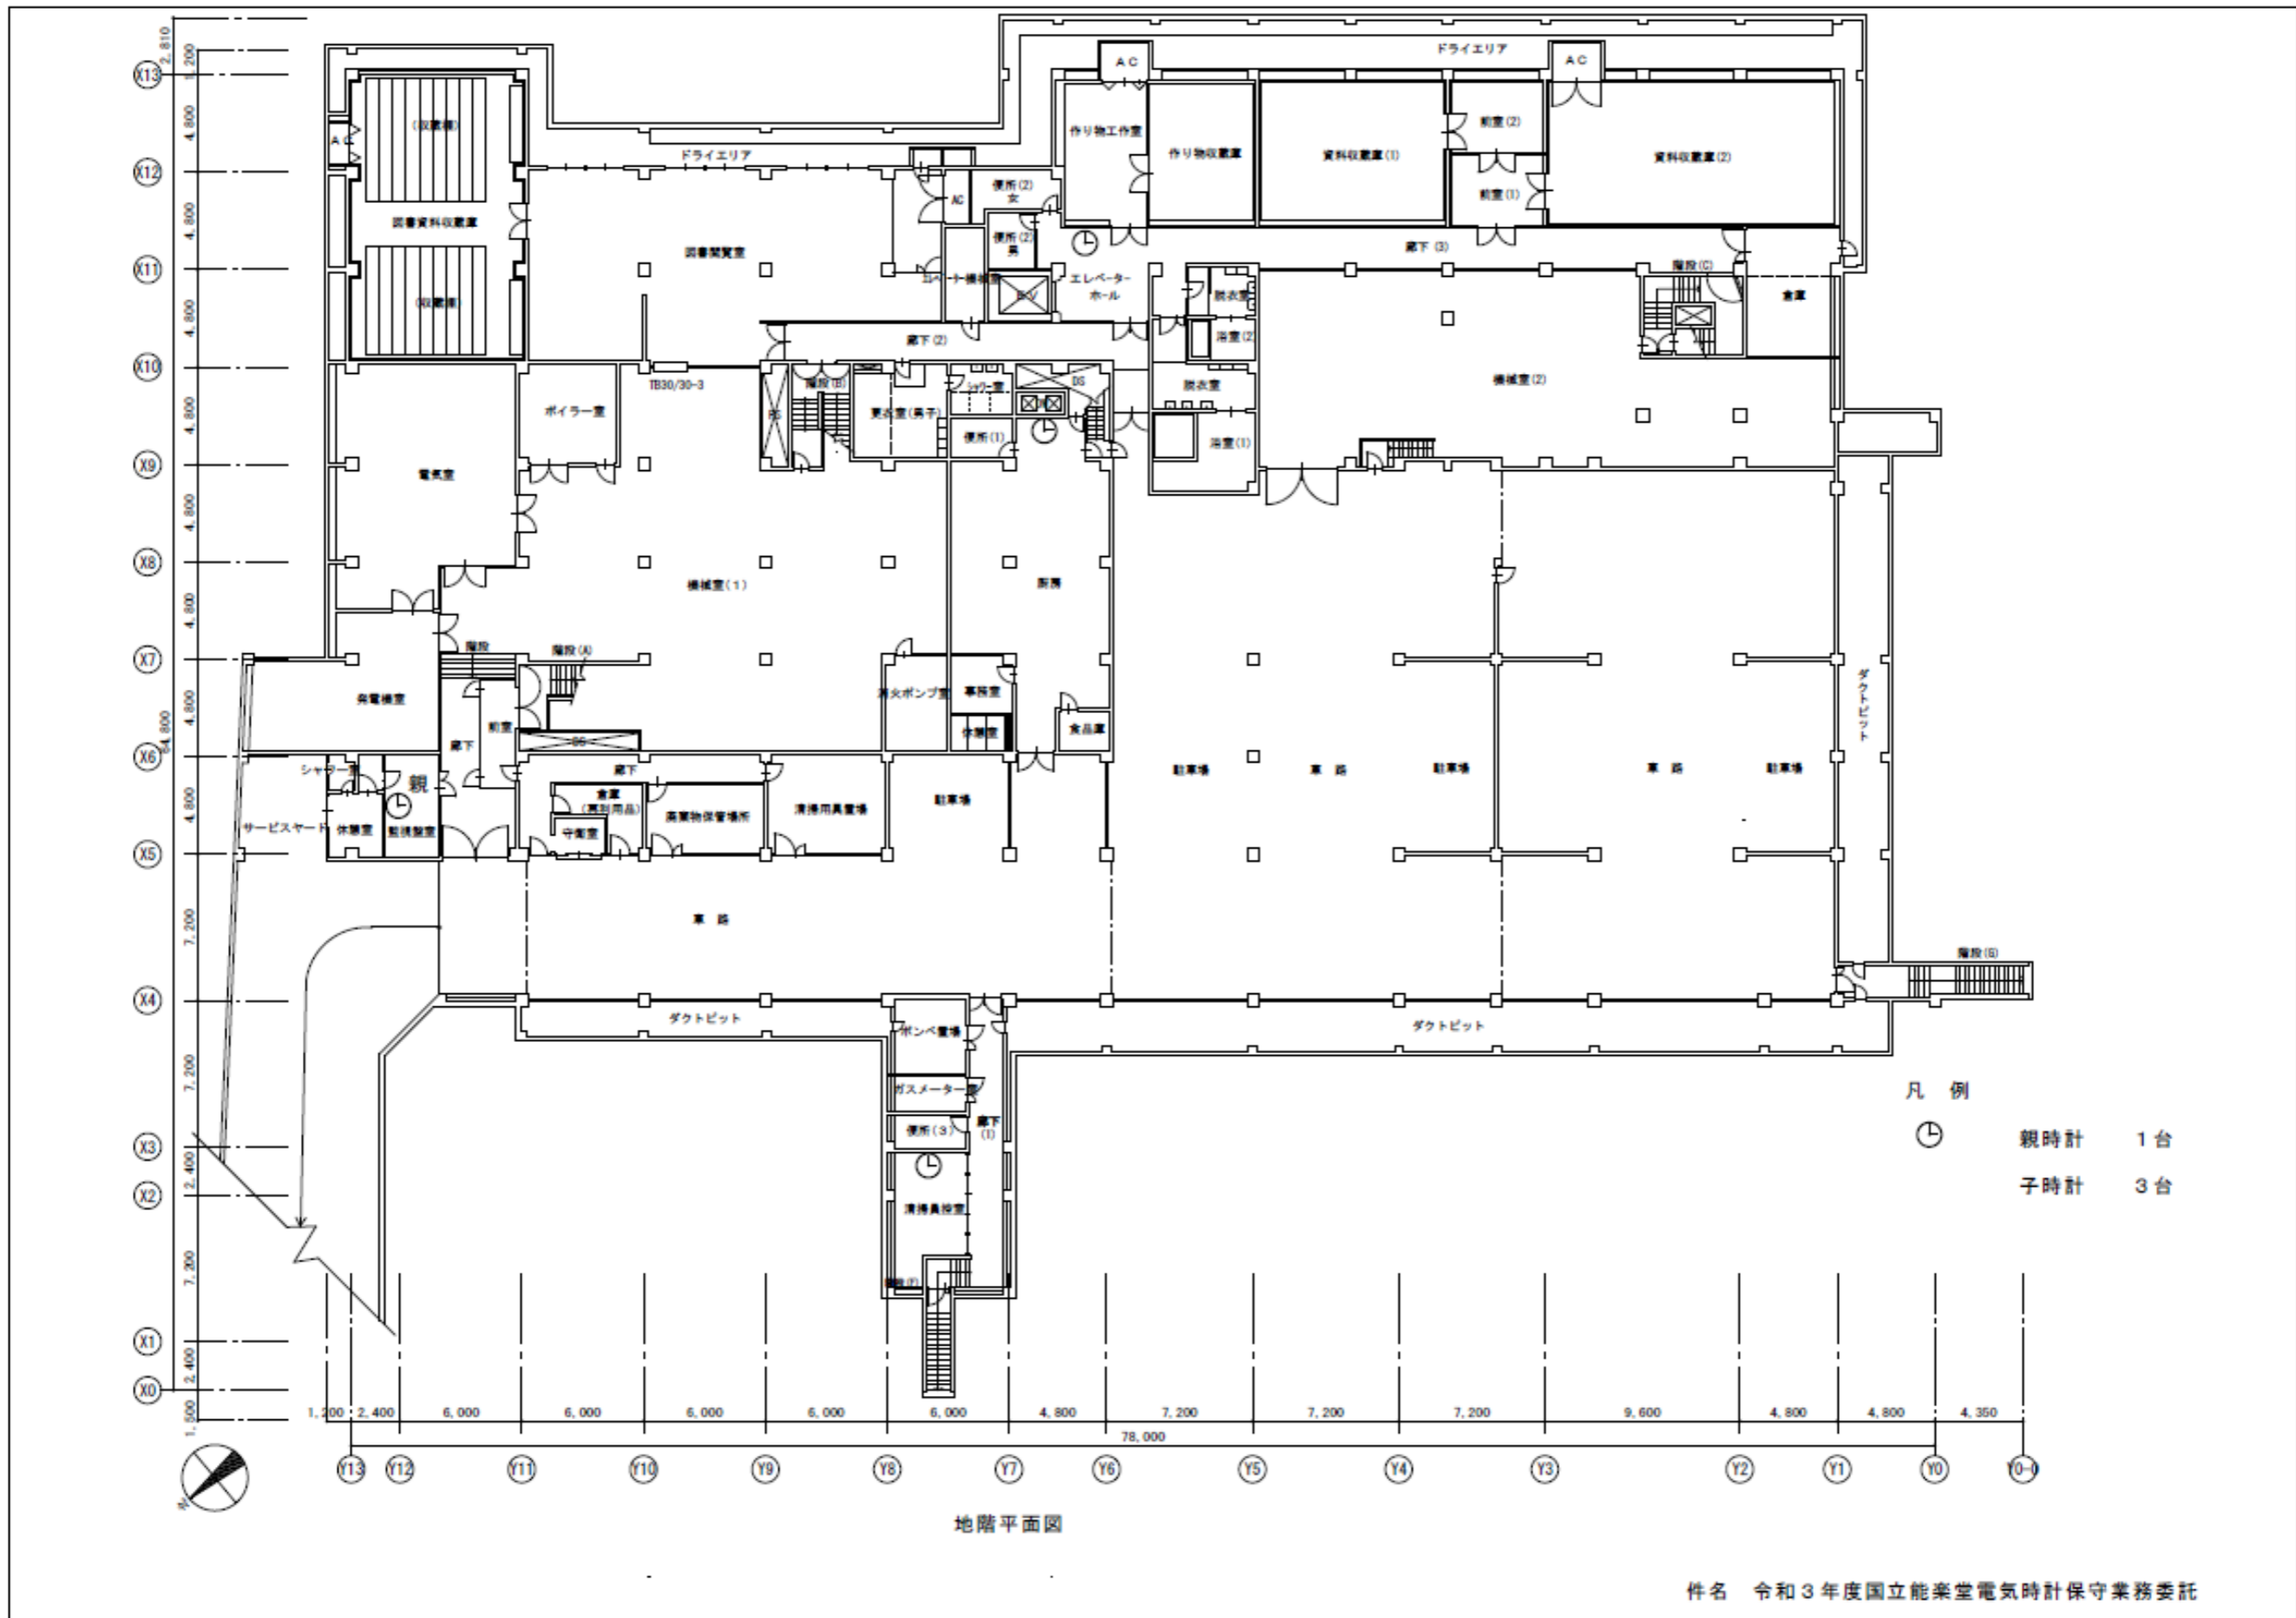 2,810
1,200
X13
ドライエリア
AC
AC
4,800
(収蔵棚)
作り物工作室
前室(2)
AC
作り物収蔵庫
資料収蔵庫(1)
資料収蔵庫(2)
ドライエリア
X12
便所(2)
女
AC
前室(1)
4,800
図書資料収蔵庫
便所(2)
男
図書閲覧室
廊下(3)
X11
階段(C)
エレベーター
ホール
EV
脱衣室
倉庫
(収蔵棚)
4,800
廊下(2)
浴室(2)
X10
TB30/30-3
階段(B)
シャワー室
DS
脱衣室
機械室(2)
4,800
ボイラー室
PS
更衣室(男子)
便所(1)
浴室(1)
X9
電気室
4,800
X8
機械室(1)
厨房
4,800
X7
階段
階段(A)
発電機室
消火ポンプ室
事務室
ダクトピット
4,800
64,800
前室
廊下
DS
休憩室
食品庫
X6
シャワー室
親
廊下
駐車場
車 路
駐車場
車 路
駐車場
4,800
倉庫
(再利用品)
廃棄物保管場所
清掃用具置場
駐車場
サービスヤード
休憩室
監視盤室
守衛室
X5
7,200
車 路
階段(G)
X4
ダクトピット
ボンベ置場
ダクトピット
7,200
ガスメーター室
凡 例
便所(3)
廊下
(1)
X3
親時計 1台
2,400
X2
子時計 3台
清掃員控室
7,200
階段(F)
X1
2,400
X0
1,500
1,200 2,400 6,000 6,000 6,000 6,000 6,000 4,800 7,200 7,200 7,200 9,600 4,800 4,800 4,350
78,000
Y13 Y12 Y11 Y10 Y9 Y8 Y7 Y6 Y5 Y4 Y3 Y2 Y1 Y0 Y0-0
N
地階平面図
件名 令和3年度国立能楽堂電気時計保守業務委託